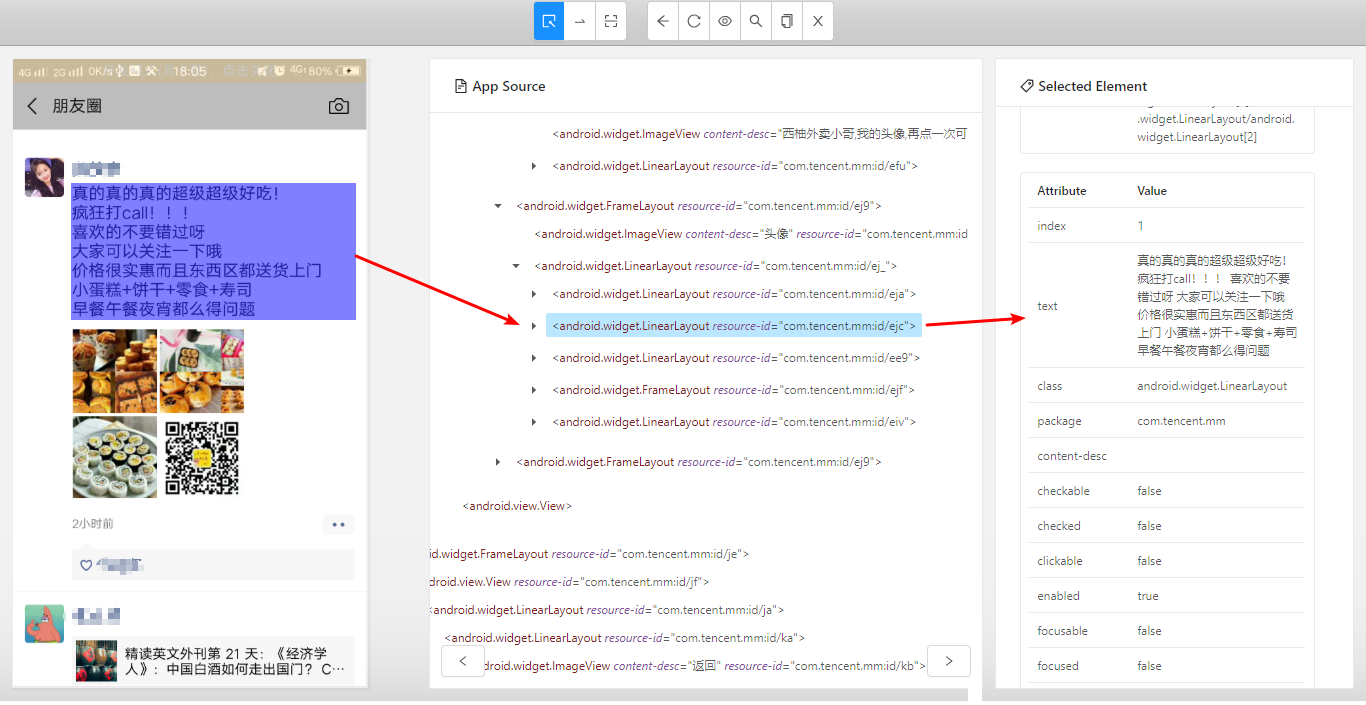 4G 2G 0K/s 18:05 4G 80%
朋友圈
真的真的真的超级超级好吃！
疯狂打call！！！
喜欢的不要错过呀
大家可以关注一下哦
价格很实惠而且东西区都送货上门
小蛋糕+饼干+零食+寿司
早餐午餐夜宵都么得问题
2小时前
精读英文外刊第 21 天：《经济学
人》：中国白酒如何走出国门？ C…
App Source
<android.widget.ImageView content-desc="西柚外卖小哥,我的头像,再点一次可
<android.widget.LinearLayout resource-id="com.tencent.mm:id/efu">
<android.widget.FrameLayout resource-id="com.tencent.mm:id/ej9">
<android.widget.ImageView content-desc="头像" resource-id="com.tencent.mm:id
<android.widget.LinearLayout resource-id="com.tencent.mm:id/ej_">
<android.widget.LinearLayout resource-id="com.tencent.mm:id/eja">
<android.widget.LinearLayout resource-id="com.tencent.mm:id/ejc">
<android.widget.LinearLayout resource-id="com.tencent.mm:id/ee9">
<android.widget.FrameLayout resource-id="com.tencent.mm:id/ejf">
<android.widget.LinearLayout resource-id="com.tencent.mm:id/eiv">
<android.widget.FrameLayout resource-id="com.tencent.mm:id/ej9">
<android.view.View>
id.widget.FrameLayout resource-id="com.tencent.mm:id/je">
droid.view.View resource-id="com.tencent.mm:id/jf">
<android.widget.LinearLayout resource-id="com.tencent.mm:id/ja">
<android.widget.LinearLayout resource-id="com.tencent.mm:id/ka">
droid.widget.ImageView content-desc="返回" resource-id="com.tencent.mm:id/kb">
Selected Element
.widget.LinearLayout/android.
widget.LinearLayout[2]
Attribute Value
index 1
text 真的真的真的超级超级好吃！
疯狂打call！！！ 喜欢的不要
错过呀 大家可以关注一下哦
价格很实惠而且东西区都送货
上门 小蛋糕+饼干+零食+寿司
早餐午餐夜宵都么得问题
class android.widget.LinearLayout
package com.tencent.mm
content-desc
checkable false
checked false
clickable false
enabled true
focusable false
focused false